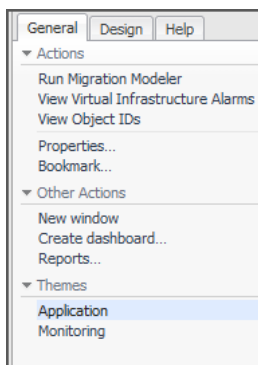 General Design Help
Actions
Run Migration Modeler
View Virtual Infrastructure Alarms
View Object IDs
Properties...
Bookmark...
Other Actions
New window
Create dashboard...
Reports...
Themes
Application
Monitoring